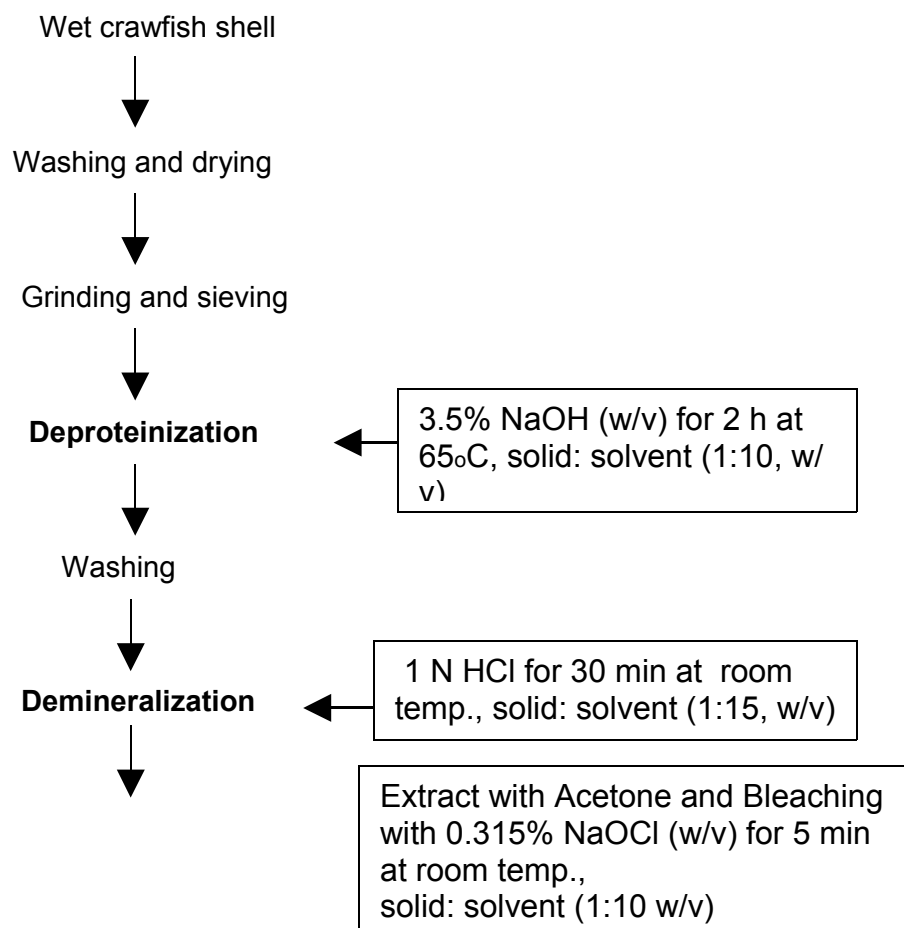 Wet crawfish shell
Washing and drying
Grinding and sieving
Deproteinization
3.5% NaOH (w/v) for 2 h at
65oC, solid: solvent (1:10, w/
v)
Washing
Demineralization
1 N HCl for 30 min at room
temp., solid: solvent (1:15, w/v)
Extract with Acetone and Bleaching
with 0.315% NaOCl (w/v) for 5 min
at room temp.,
solid: solvent (1:10 w/v)